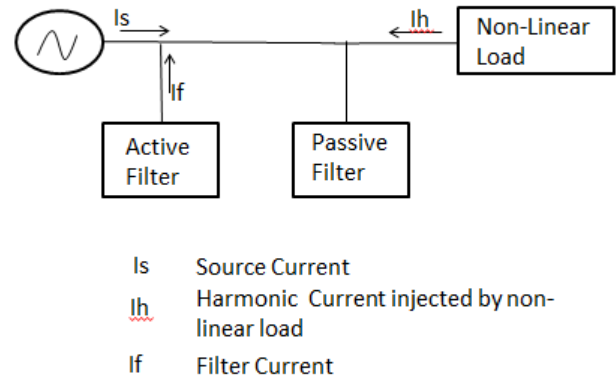 Is
Ih
Non-Linear
Load
If
Active
Filter
Passive
Filter
Is Source Current
Ih Harmonic Current injected by non-
linear load
If Filter Current